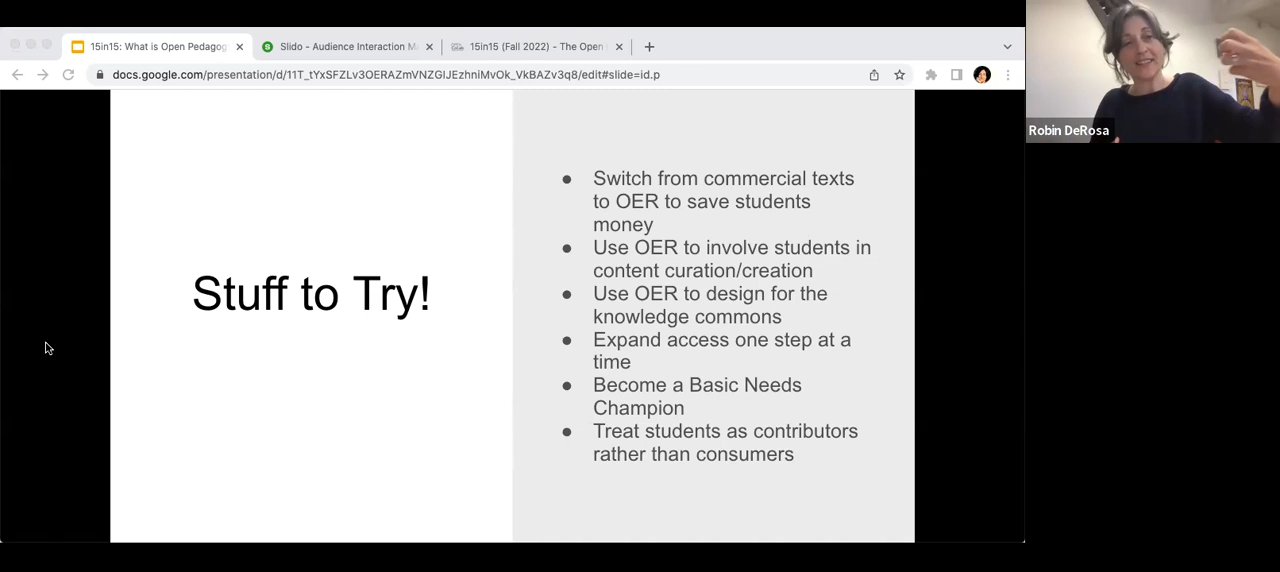 15in15: What is Open Pedagog
Slido - Audience Interaction M
15in15 (Fall 2022) - The Open
docs.google.com/presentation/d/11T_tYxSFZLv3OERAZmVNZGIJEzhniMvOk_VkBAZv3q8/edit#slide=id.p
Robin DeRosa
Stuff to Try!
● Switch from commercial texts
to OER to save students
money
● Use OER to involve students in
content curation/creation
● Use OER to design for the
knowledge commons
● Expand access one step at a
time
● Become a Basic Needs
Champion
● Treat students as contributors
rather than consumers